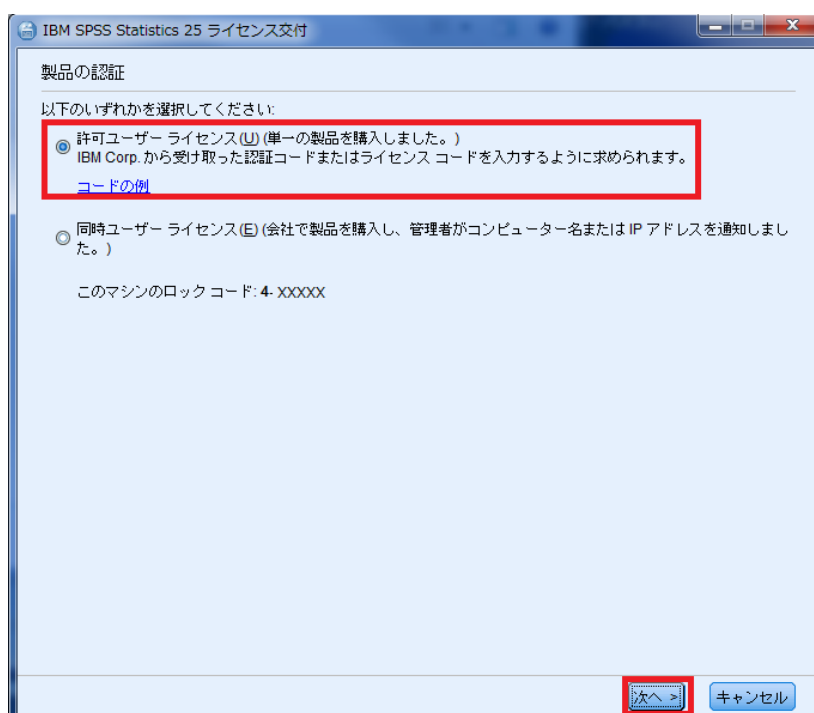 IBM SPSS Statistics 25 ライセンス交付
製品の認証
以下のいずれかを選択してください:
許可ユーザー ライセンス(U) (単一の製品を購入しました。)
IBM Corp. から受け取った認証コードまたはライセンス コードを入力するように求められます。
コードの例
同時ユーザー ライセンス(E) (会社で製品を購入し、管理者がコンピューター名または IP アドレスを通知しまし
た。)
このマシンのロック コード: 4- XXXXX
次へ >
キャンセル